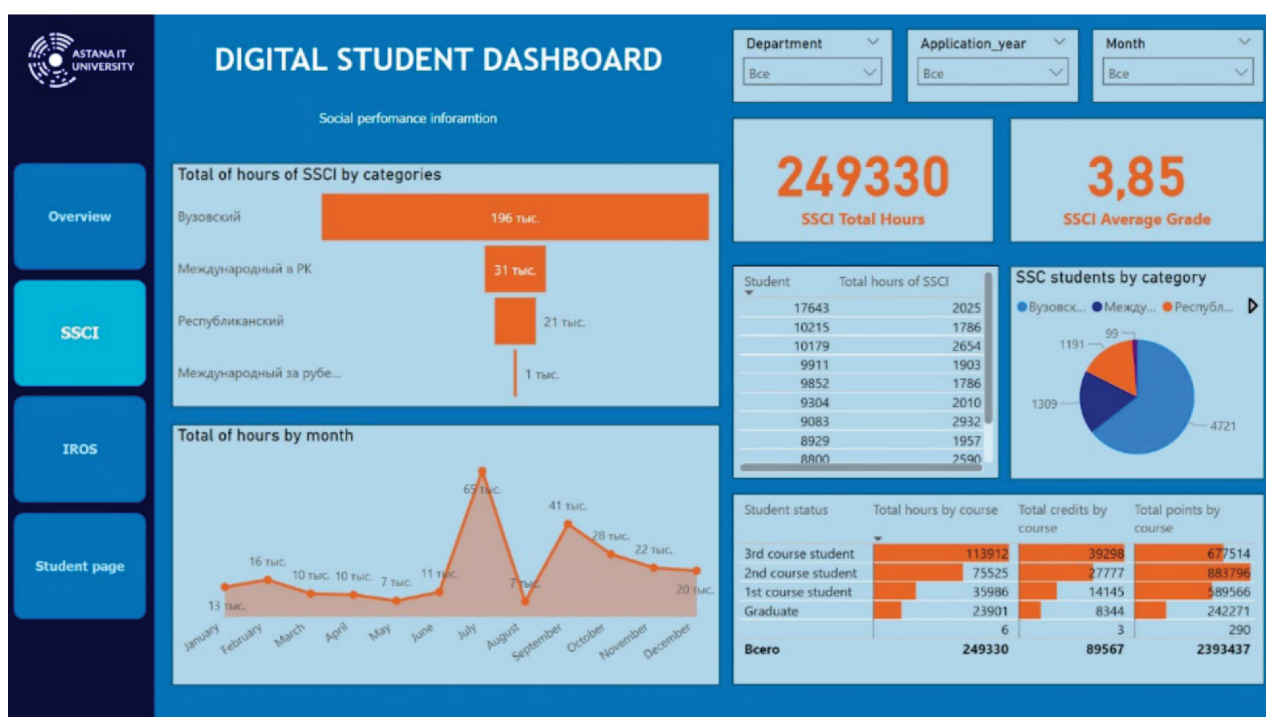 ASTANA IT
UNIVERSITY
DIGITAL STUDENT DASHBOARD
Social perfomance inforamtion
Department
Все
Application_year
Все
Month
Все
Overview
SSCI
IROS
Student page
Total of hours of SSCI by categories
Вузовский
196 тыс.
Международный в РК
31 тыс.
Республиканский
21 тыс.
Международный за рубе...
1 тыс.
249330
SSCI Total Hours
3,85
SSCI Average Grade
Student Total hours of SSCI
17643 2025
10215 1786
10179 2654
9911 1903
9852 1786
9304 2010
9083 2932
8929 1957
8800 2590
SSC students by category
Вузовск... Между... Республ...
99
1191
1309
4721
Total of hours by month
65 тыс.
41 тыс.
28 тыс.
22 тыс.
16 тыс.
10 тыс. 10 тыс. 7 тыс. 11 тыс.
7 тыс.
20 тыс.
13 тыс.
January February March April May June July August September October November December
Student status Total hours by course Total credits by course Total points by course
3rd course student 113912 39298 677514
2nd course student 75525 27777 883796
1st course student 35986 14145 589566
Graduate 23901 8344 242271
6 3 290
Всего 249330 89567 2393437